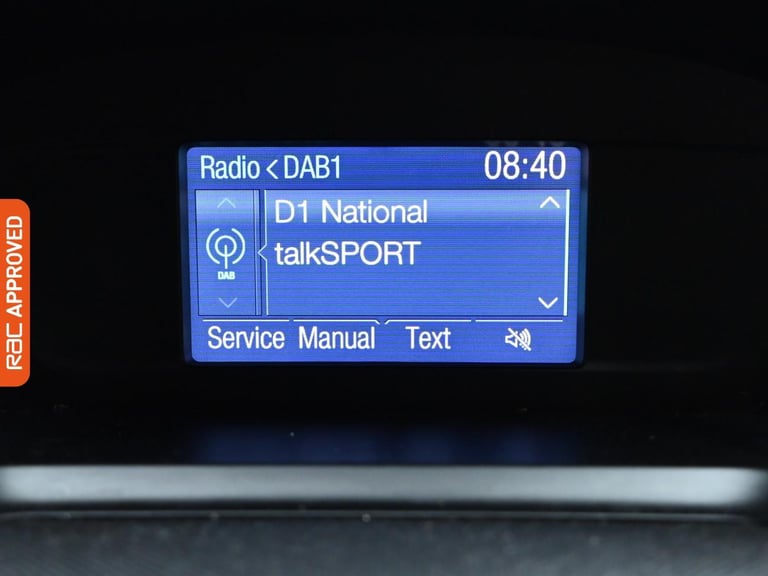 Radio < DAB1 08:40
D1 National
talkSPORT
DAB
Service Manual Text
RAC APPROVED